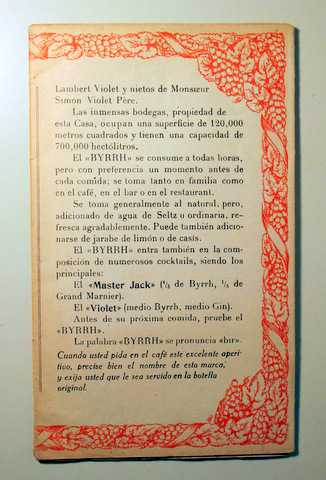 Lambert Violet y nietos de Monsieur
Simon Violet Père.
Las inmensas bodegas, propiedad de
esta Casa, ocupan una superficie de 120,000
metros cuadrados y tienen una capacidad de
700,000 hectólitros.
El «BYRRH» se consume a todas horas,
pero con preferencia un momento antes de
cada comida; se toma tanto en familia como
en el café, en el bar o en el restaurant.
Se toma generalmente al natural, pero,
adicionado de agua de Seltz u ordinaria, re-
fresca agradablemente. Puede también adicio-
narse de jarabe de limón o de casis.
El «BYRRH» entra también en la compo-
sición de numerosos cocktails, siendo los
principales:
El «Master Jack» (⅘ de Byrrh, ⅕ de
Grand Marnier).
El «Violet» (medio Byrrh, medio Gin).
Antes de su próxima comida, pruebe el
«BYRRH».
La palabra «BYRRH» se pronuncia «bir».
Cuando usted pida en el café este excelente aperi-
tivo, precise bien el nombre de esta marca,
y exija usted que le sea servido en la botella
original.